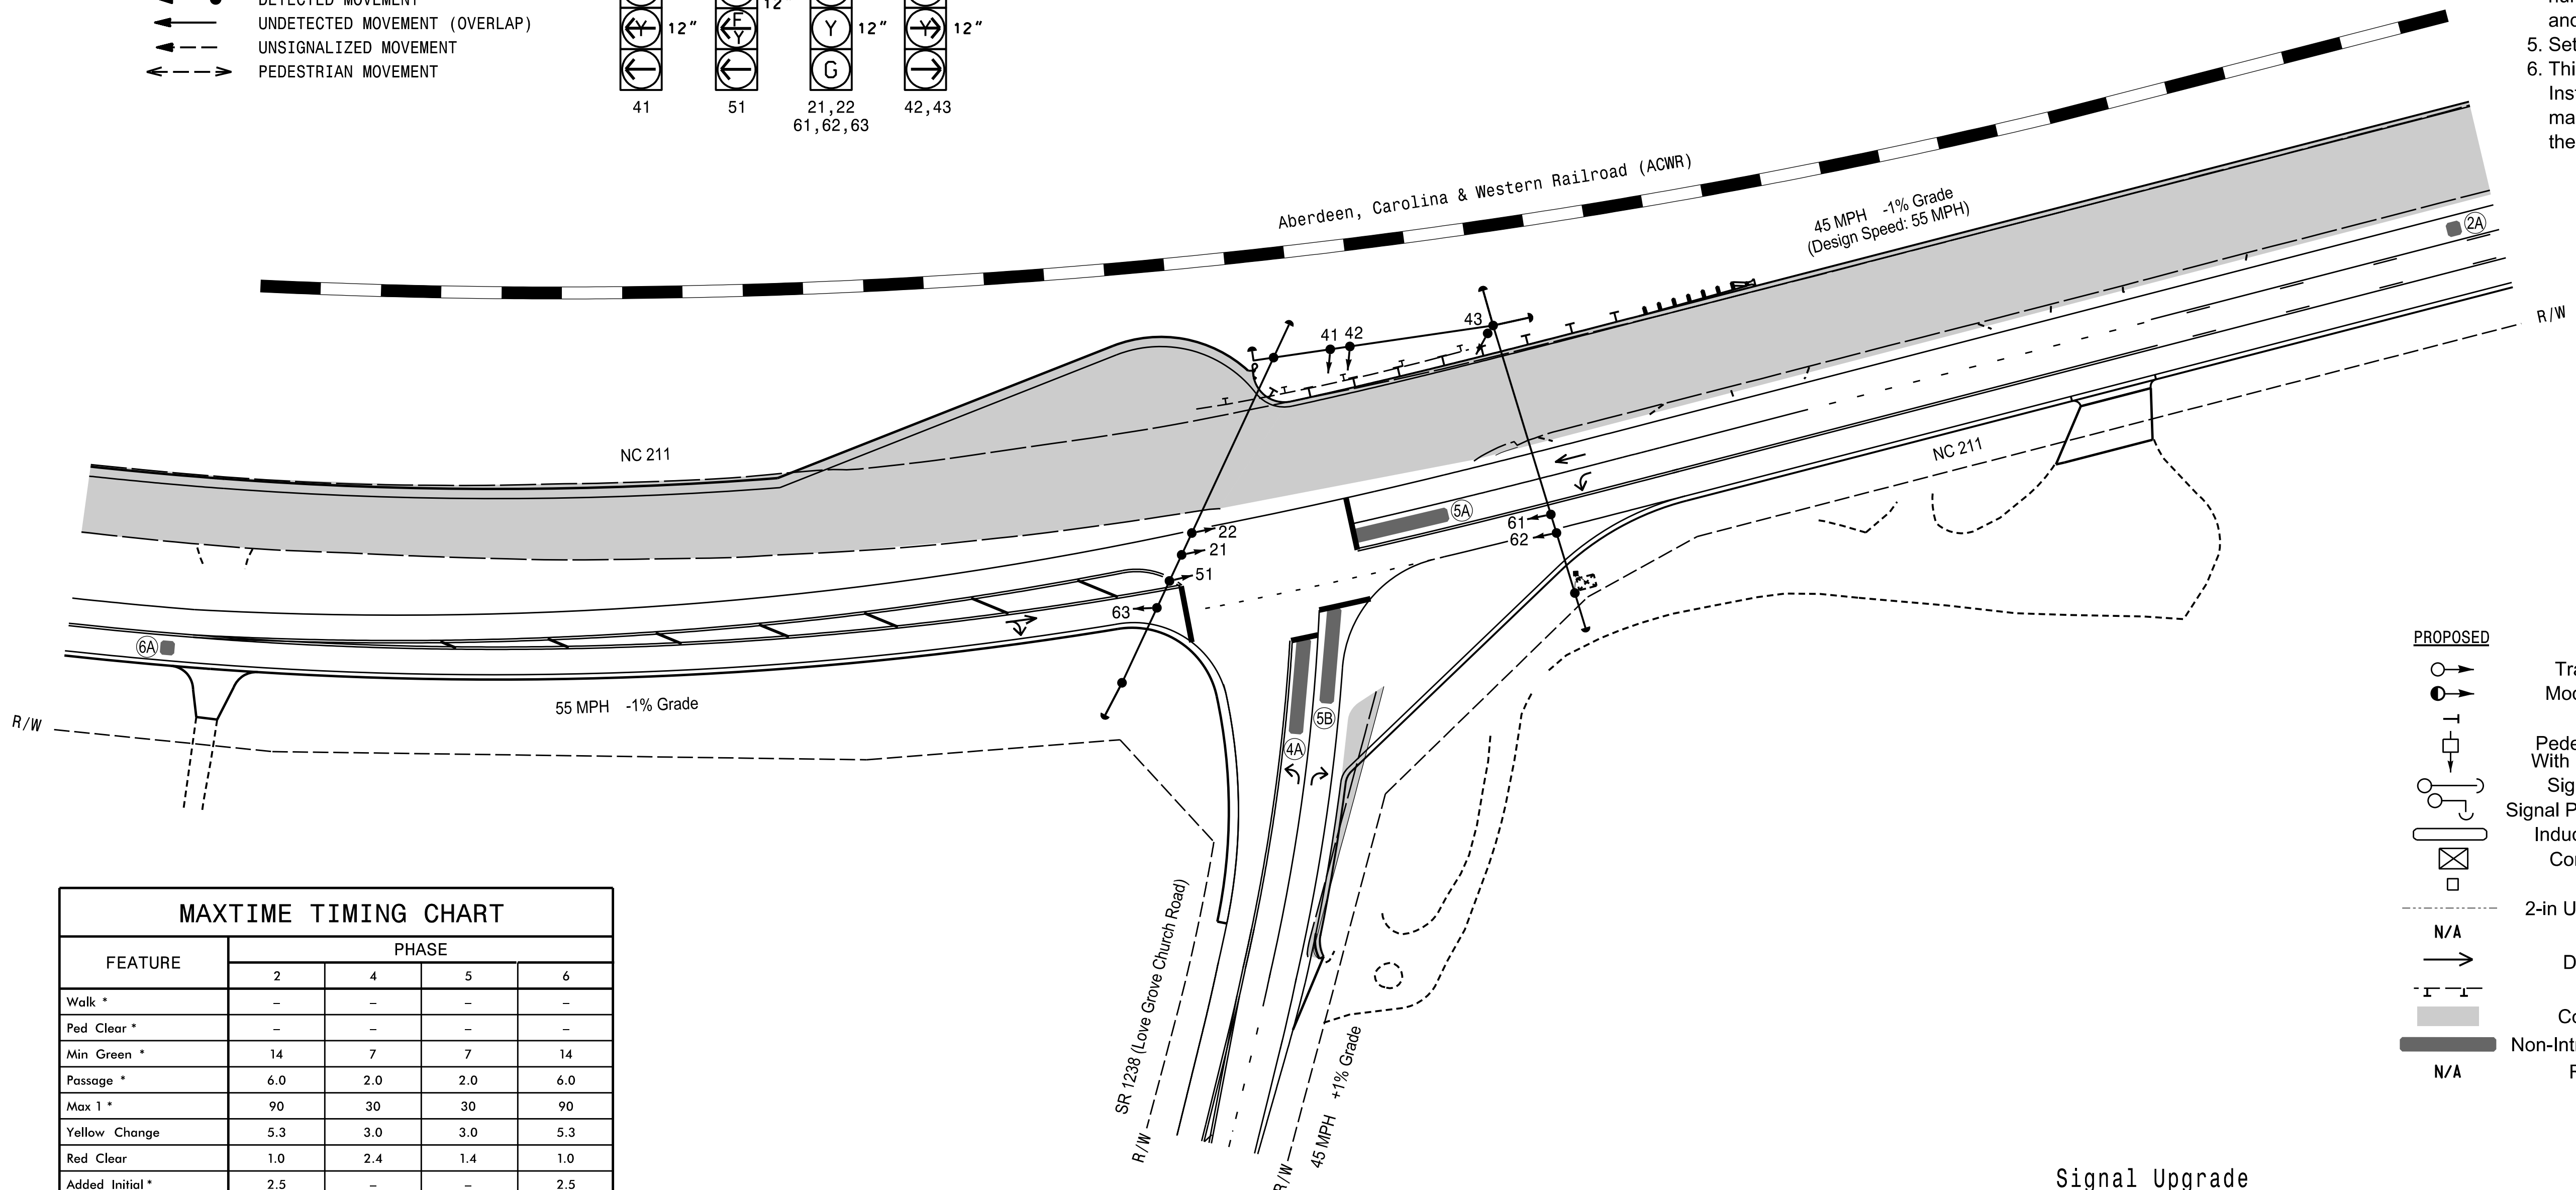 DETECTED MOVEMENT
UNDETECTED MOVEMENT (OVERLAP)
UNSIGNALIZED MOVEMENT
PEDESTRIAN MOVEMENT
12"
Y 12"
F
Y
Y 12"
Y 12"
G
41
51
21,22
61,62,63
42,43
5.
6.
the
Aberdeen, Carolina & Western Railroad (ACWR)
45 MPH -1% Grade
(Design Speed: 55 MPH)
2A
R/W
43
41 42
NC 211
NC 211
5A
61
62
22
21
51
63
6A
55 MPH -1% Grade
R/W
5B
4A
SR 1238 (Love Grove Church Road)
R/W
45 MPH +1% Grade
R/W
PROPOSED
N/A
2-in
N/A
MAXTIME TIMING CHART
FEATURE
PHASE
2 4 5 6
Walk * – – – –
Ped Clear * – – – –
Min Green * 14 7 7 14
Passage * 6.0 2.0 2.0 6.0
Max 1 * 90 30 30 90
Yellow Change 5.3 3.0 3.0 5.3
Red Clear 1.0 2.4 1.4 1.0
Added Initial * 2.5 – – 2.5
Signal Upgrade